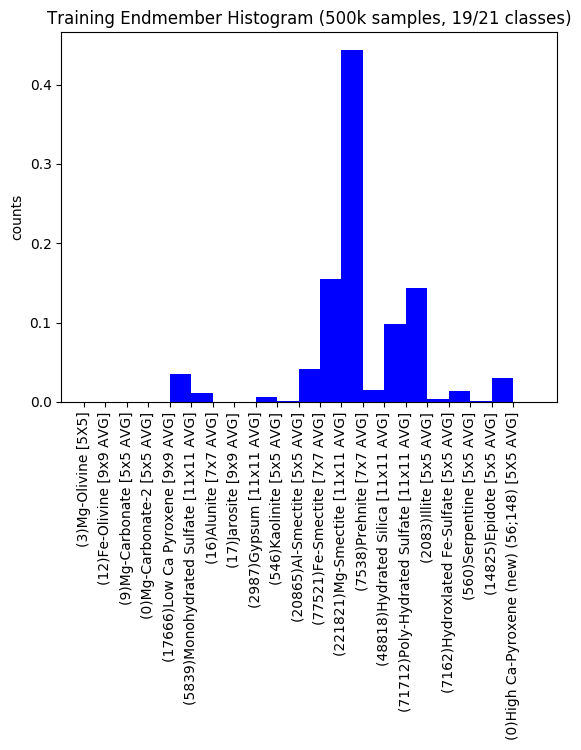 Training Endmember Histogram (500k samples, 19/21 classes)
counts
0.4
0.3
0.2
0.1
0.0
(3)Mg-Olivine [5X5]
(12)Fe-Olivine [9x9 AVG]
(9)Mg-Carbonate [5x5 AVG]
(0)Mg-Carbonate-2 [5x5 AVG]
(17666)Low Ca Pyroxene [9x9 AVG]
(5839)Monohydrated Sulfate [11x11 AVG]
(16)Alunite [7x7 AVG]
(17)Jarosite [9x9 AVG]
(2987)Gypsum [11x11 AVG]
(546)Kaolinite [5x5 AVG]
(20865)Al-Smectite [5x5 AVG]
(77521)Fe-Smectite [7x7 AVG]
(221821)Mg-Smectite [11x11 AVG]
(7538)Prehnite [7x7 AVG]
(48818)Hydrated Silica [11x11 AVG]
(71712)Poly-Hydrated Sulfate [11x11 AVG]
(2083)Illite [5x5 AVG]
(7162)Hydroxlated Fe-Sulfate [5x5 AVG]
(560)Serpentine [5x5 AVG]
(14825)Epidote [5x5 AVG]
(0)High Ca-Pyroxene (new) (56;148) [5X5 AVG]